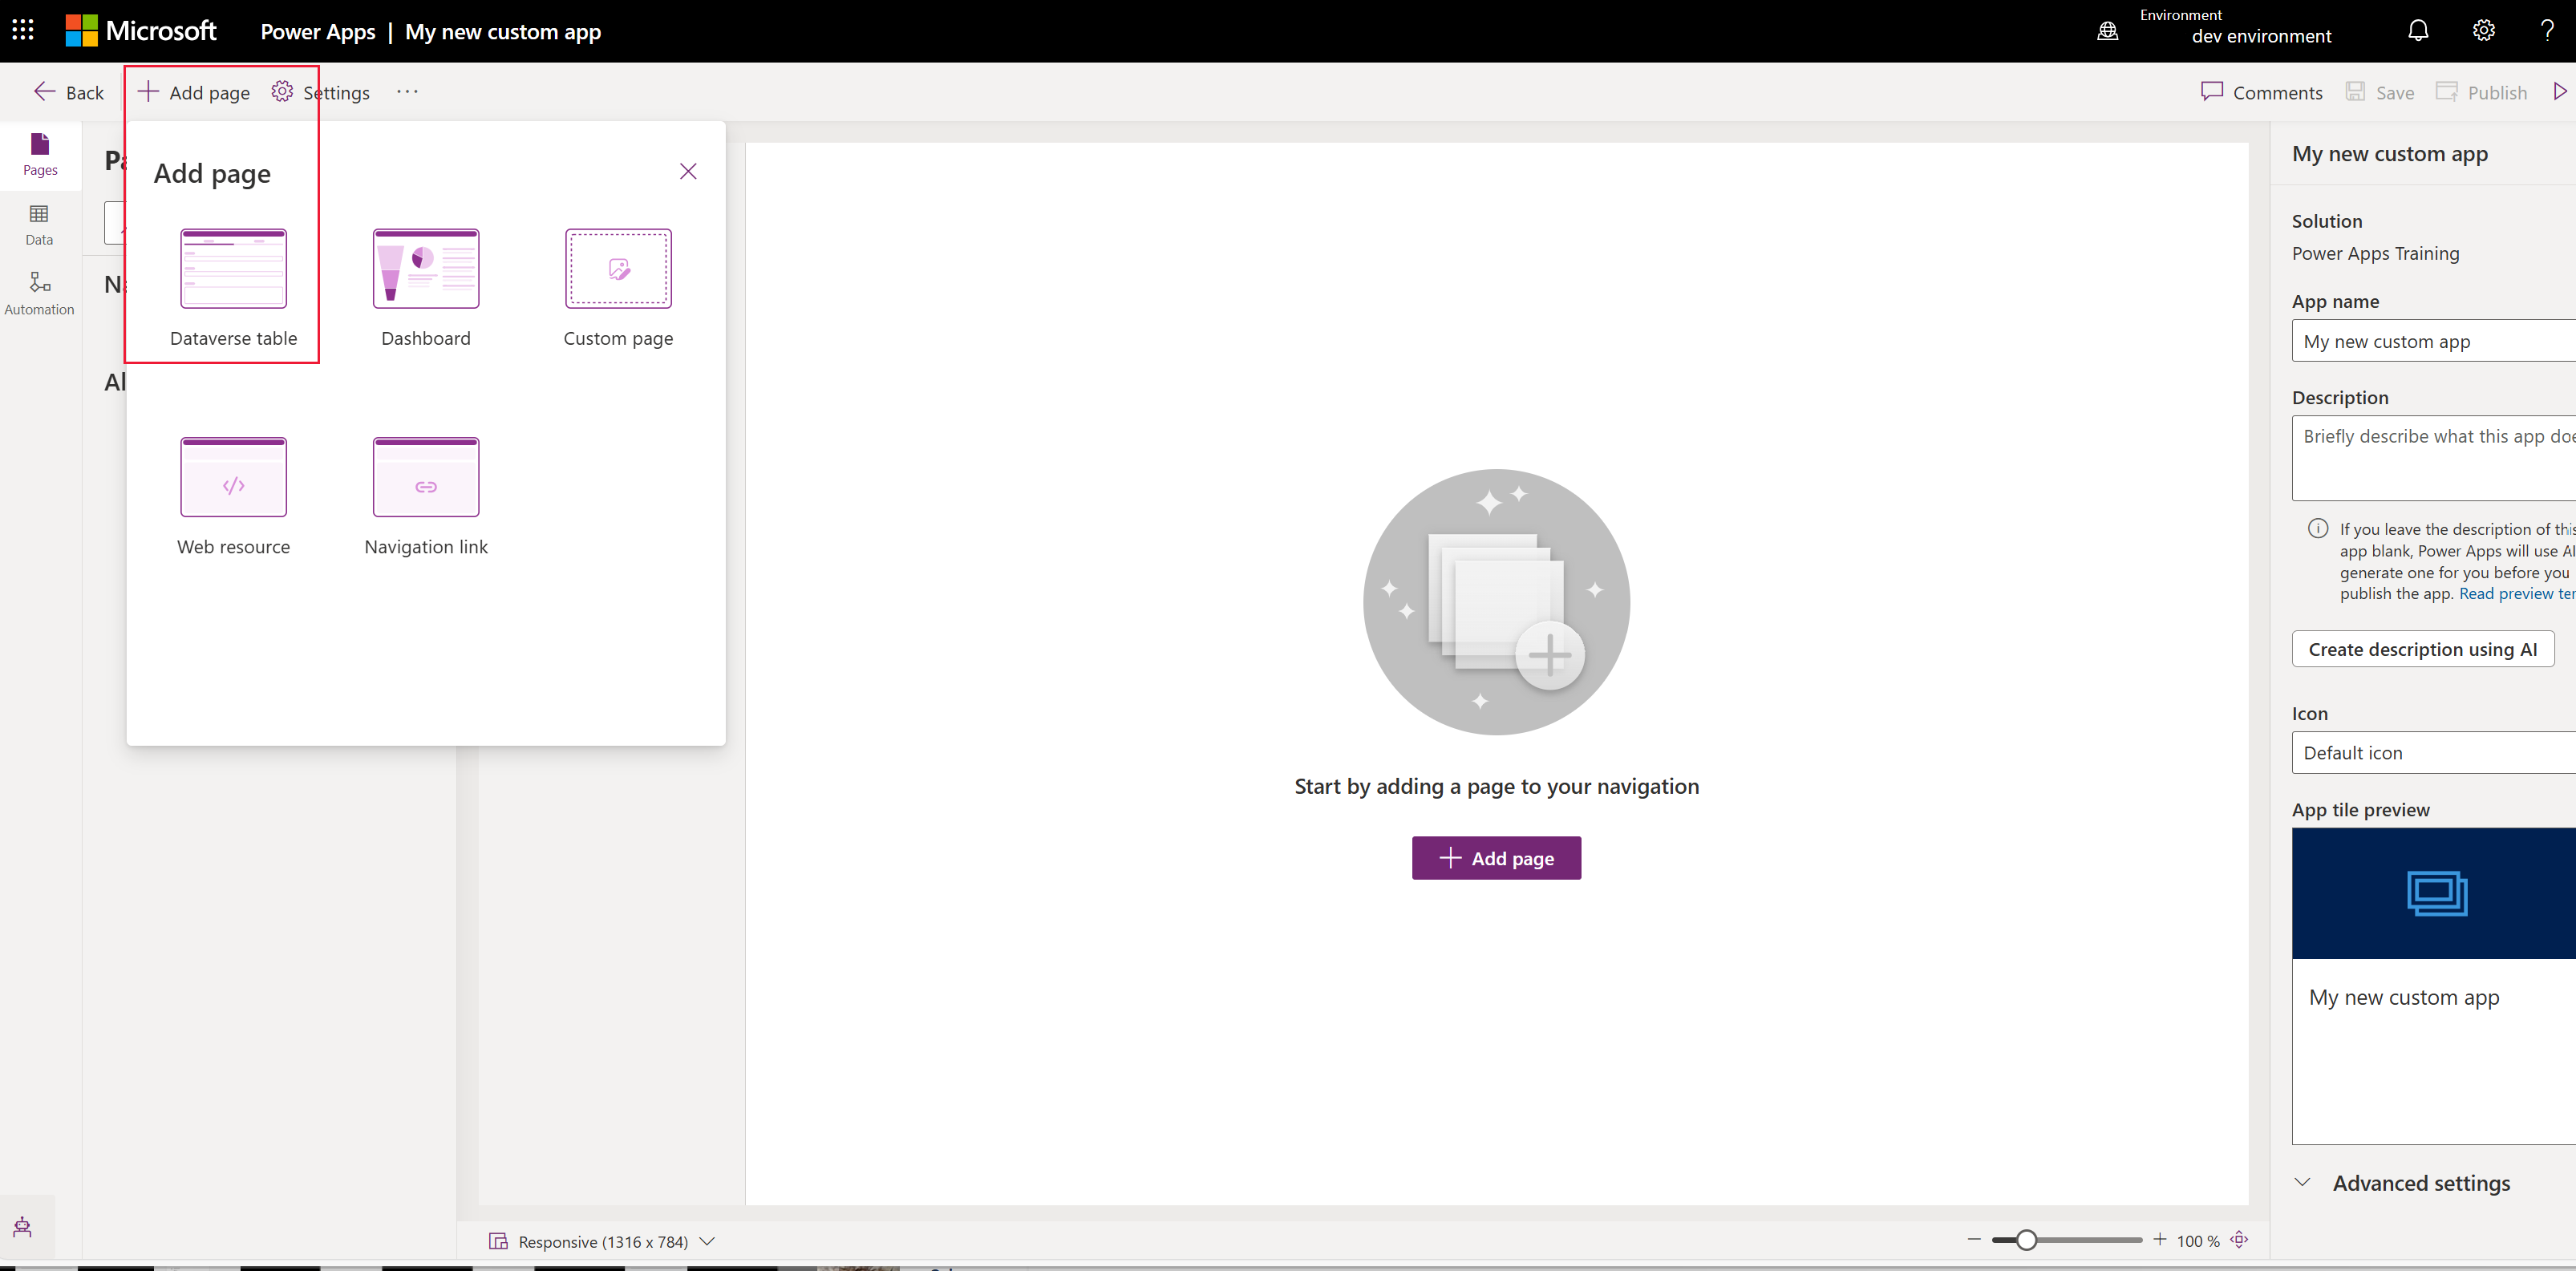 Microsoft
Power Apps | My new custom app
Environment
dev environment
Back
Add page
Settings
Comments
Save
Publish
Pages
Data
Automation
Add page
Dataverse table
Dashboard
Custom page
Web resource
Navigation link
Start by adding a page to your navigation
Add page
My new custom app
Solution
Power Apps Training
App name
My new custom app
Description
Briefly describe what this app
If you leave the description of
app blank, Power Apps will use AI
generate one for you before you
publish the app. Read preview
Create description using AI
Icon
Default icon
App tile preview
My new custom app
Advanced settings
Responsive (1316 x 784)
100 %